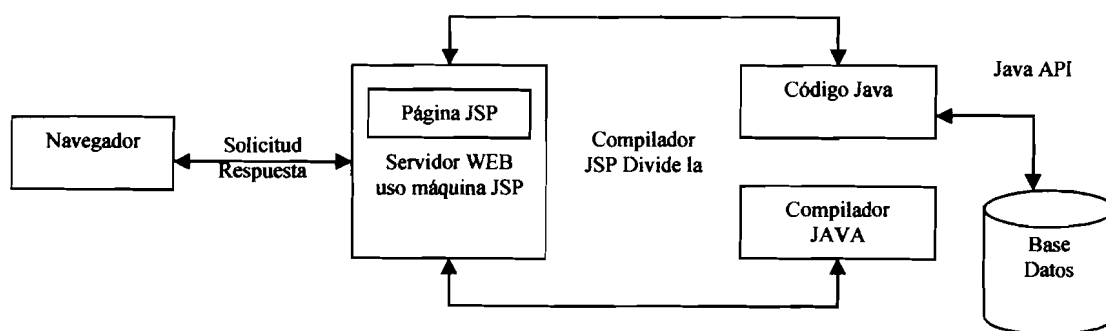 Navegador
Solicitud
Respuesta
Página JSP
Servidor WEB
uso máquina JSP
Compilador
JSP Divide la
Código Java
Java API
Compilador
JAVA
Base
Datos